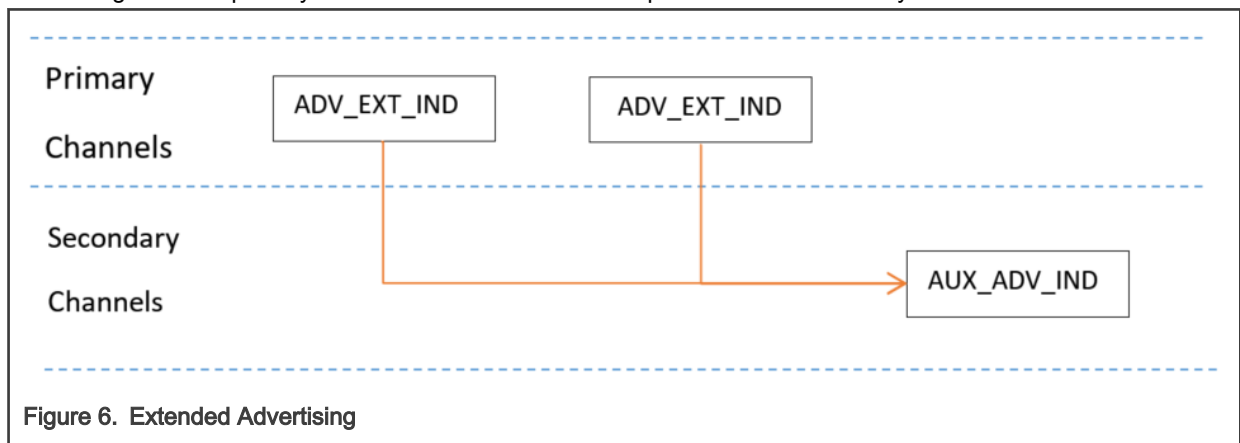 Primary
Channels
ADV_EXT_IND
ADV_EXT_IND
Secondary
Channels
AUX_ADV_IND
Figure 6. Extended Advertising